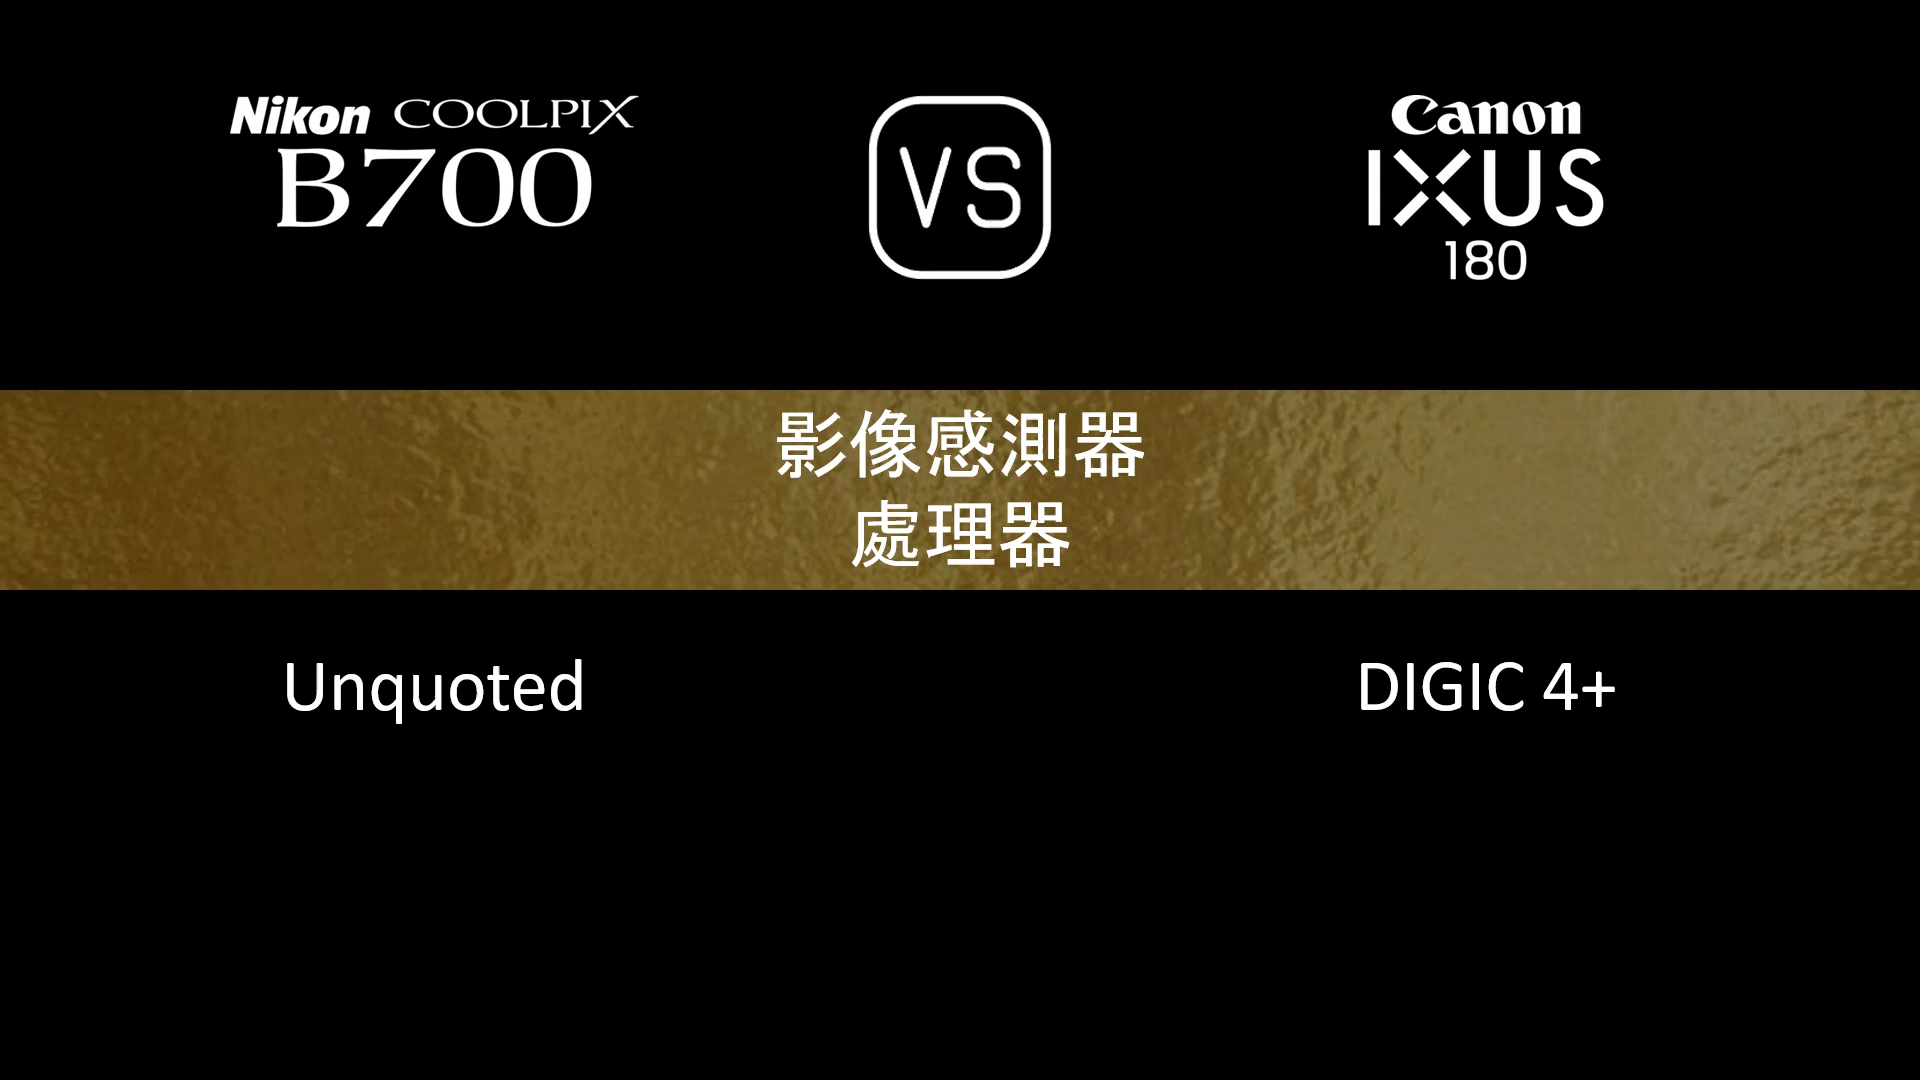 Nikon COOLPIX
B700
VS
Canon
IXUS
180
影像感測器
處理器
Unquoted
DIGIC 4+